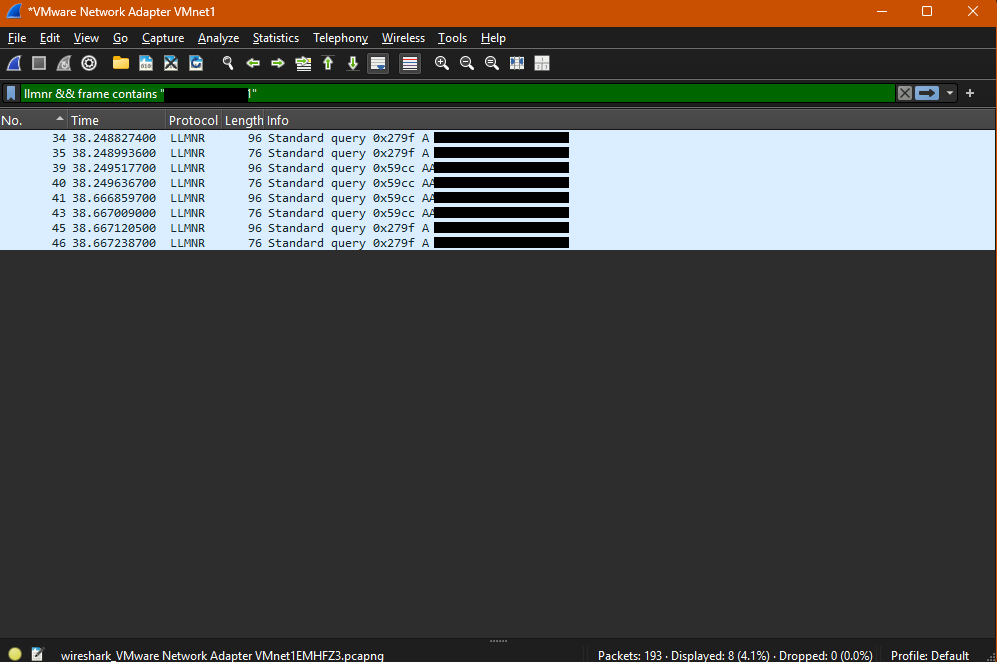 *VMware Network Adapter VMnet1
File Edit View Go Capture Analyze Statistics Telephony Wireless Tools Help
llmnr && frame contains " 1"
No. Time Protocol Length Info
34 38.248827400 LLMNR 96 Standard query 0x279f A
35 38.248993600 LLMNR 76 Standard query 0x279f A
39 38.249517700 LLMNR 96 Standard query 0x59cc AA
40 38.249636700 LLMNR 76 Standard query 0x59cc AA
41 38.666859700 LLMNR 96 Standard query 0x59cc AA
43 38.667009000 LLMNR 76 Standard query 0x59cc AA
45 38.667120500 LLMNR 96 Standard query 0x279f A
46 38.667238700 LLMNR 76 Standard query 0x279f A
wireshark_VMware Network Adapter VMnet1EMHFZ3.pcapng Packets: 193 · Displayed: 8 (4.1%) · Dropped: 0 (0.0%) Profile: Default